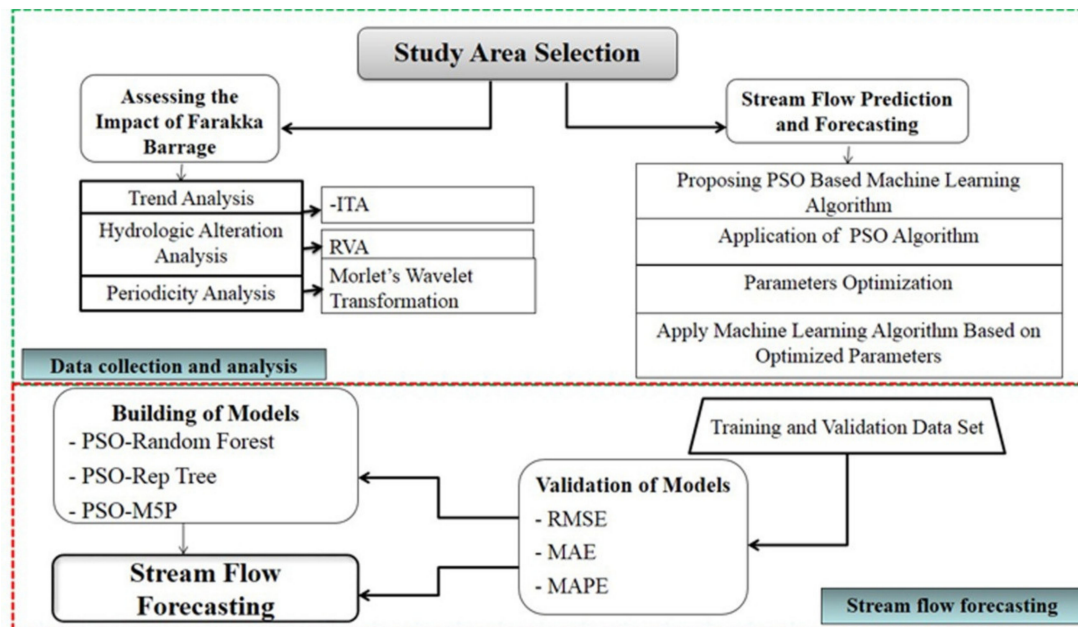 Study Area Selection
Assessing the
Impact of Farakka
Barrage
Stream Flow Prediction
and Forecasting
Trend Analysis
-ITA
Hydrologic Alteration
Analysis
RVA
Periodicity Analysis
Morlet's Wavelet
Transformation
Proposing PSO Based Machine Learning
Algorithm
Application of PSO Algorithm
Parameters Optimization
Apply Machine Learning Algorithm Based on
Optimized Parameters
Data collection and analysis
Building of Models
- PSO-Random Forest
- PSO-Rep Tree
- PSO-M5P
Training and Validation Data Set
Validation of Models
- RMSE
- MAE
- MAPE
Stream Flow
Forecasting
Stream flow forecasting